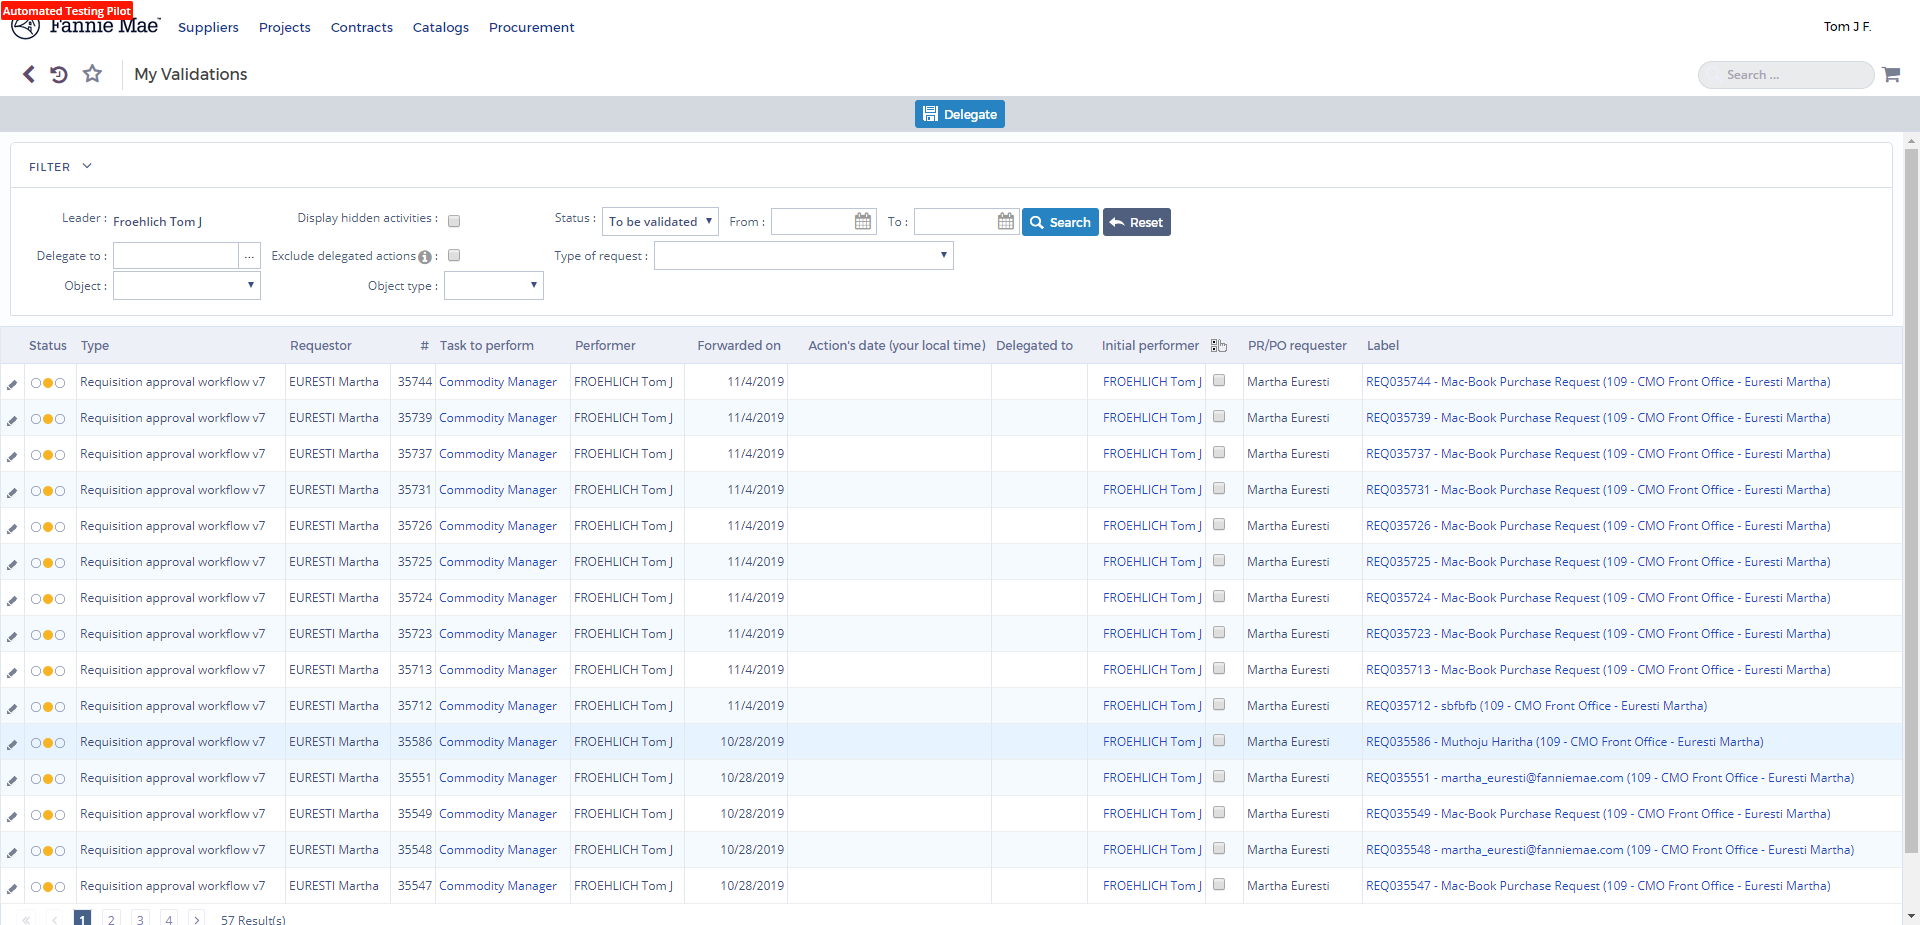 Automated Testing Pilot
Fannie Mae
Suppliers Projects Contracts Catalogs Procurement
Tom J F.
My Validations
Search ...
Delegate
FILTER
Leader : Froehlich Tom J Display hidden activities : Status : To be validated From : To : Search Reset
Delegate to : ... Exclude delegated actions : Type of request :
Object : Object type :
Status Type Requestor # Task to perform Performer Forwarded on Action's date (your local time) Delegated to Initial performer PR/PO requester Label
Requisition approval workflow v7 EURESTI Martha 35744 Commodity Manager FROEHLICH Tom J 11/4/2019 FROEHLICH Tom J Martha Euresti REQ035744 - Mac-Book Purchase Request (109 - CMO Front Office - Euresti Martha)
Requisition approval workflow v7 EURESTI Martha 35739 Commodity Manager FROEHLICH Tom J 11/4/2019 FROEHLICH Tom J Martha Euresti REQ035739 - Mac-Book Purchase Request (109 - CMO Front Office - Euresti Martha)
Requisition approval workflow v7 EURESTI Martha 35737 Commodity Manager FROEHLICH Tom J 11/4/2019 FROEHLICH Tom J Martha Euresti REQ035737 - Mac-Book Purchase Request (109 - CMO Front Office - Euresti Martha)
Requisition approval workflow v7 EURESTI Martha 35731 Commodity Manager FROEHLICH Tom J 11/4/2019 FROEHLICH Tom J Martha Euresti REQ035731 - Mac-Book Purchase Request (109 - CMO Front Office - Euresti Martha)
Requisition approval workflow v7 EURESTI Martha 35726 Commodity Manager FROEHLICH Tom J 11/4/2019 FROEHLICH Tom J Martha Euresti REQ035726 - Mac-Book Purchase Request (109 - CMO Front Office - Euresti Martha)
Requisition approval workflow v7 EURESTI Martha 35725 Commodity Manager FROEHLICH Tom J 11/4/2019 FROEHLICH Tom J Martha Euresti REQ035725 - Mac-Book Purchase Request (109 - CMO Front Office - Euresti Martha)
Requisition approval workflow v7 EURESTI Martha 35724 Commodity Manager FROEHLICH Tom J 11/4/2019 FROEHLICH Tom J Martha Euresti REQ035724 - Mac-Book Purchase Request (109 - CMO Front Office - Euresti Martha)
Requisition approval workflow v7 EURESTI Martha 35723 Commodity Manager FROEHLICH Tom J 11/4/2019 FROEHLICH Tom J Martha Euresti REQ035723 - Mac-Book Purchase Request (109 - CMO Front Office - Euresti Martha)
Requisition approval workflow v7 EURESTI Martha 35713 Commodity Manager FROEHLICH Tom J 11/4/2019 FROEHLICH Tom J Martha Euresti REQ035713 - Mac-Book Purchase Request (109 - CMO Front Office - Euresti Martha)
Requisition approval workflow v7 EURESTI Martha 35712 Commodity Manager FROEHLICH Tom J 11/4/2019 FROEHLICH Tom J Martha Euresti REQ035712 - sbfbfb (109 - CMO Front Office - Euresti Martha)
Requisition approval workflow v7 EURESTI Martha 35586 Commodity Manager FROEHLICH Tom J 10/28/2019 FROEHLICH Tom J Martha Euresti REQ035586 - Muthoju Haritha (109 - CMO Front Office - Euresti Martha)
Requisition approval workflow v7 EURESTI Martha 35551 Commodity Manager FROEHLICH Tom J 10/28/2019 FROEHLICH Tom J Martha Euresti REQ035551 - martha_euresti@fanniemae.com (109 - CMO Front Office - Euresti Martha)
Requisition approval workflow v7 EURESTI Martha 35549 Commodity Manager FROEHLICH Tom J 10/28/2019 FROEHLICH Tom J Martha Euresti REQ035549 - Mac-Book Purchase Request (109 - CMO Front Office - Euresti Martha)
Requisition approval workflow v7 EURESTI Martha 35548 Commodity Manager FROEHLICH Tom J 10/28/2019 FROEHLICH Tom J Martha Euresti REQ035548 - martha_euresti@fanniemae.com (109 - CMO Front Office - Euresti Martha)
Requisition approval workflow v7 EURESTI Martha 35547 Commodity Manager FROEHLICH Tom J 10/28/2019 FROEHLICH Tom J Martha Euresti REQ035547 - Mac-Book Purchase Request (109 - CMO Front Office - Euresti Martha)
« < 1 2 3 4 > 57 Result(s)